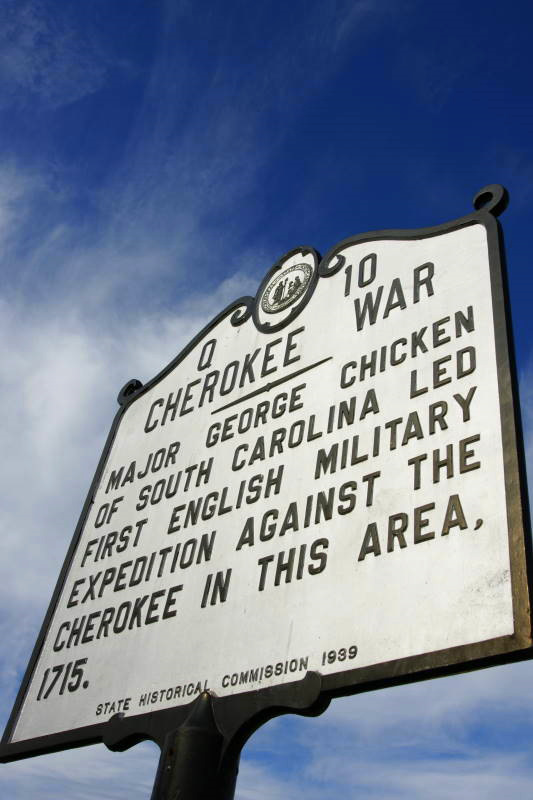 Q 10
CHEROKEE WAR
MAJOR GEORGE CHICKEN
OF SOUTH CAROLINA LED
FIRST ENGLISH MILITARY
EXPEDITION AGAINST THE
CHEROKEE IN THIS AREA,
1715.
STATE HISTORICAL COMMISSION 1939